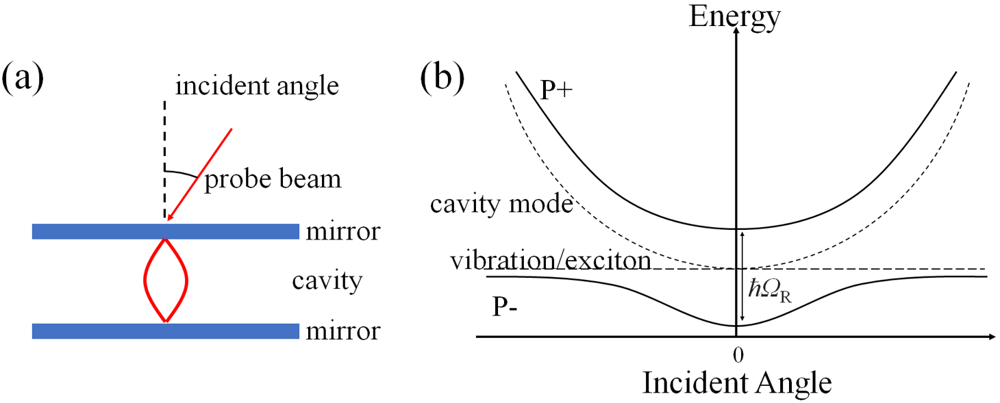 (a)
incident angle
probe beam
mirror
cavity
mirror
(b)
Energy
P+
cavity mode
vibration/exciton
ℏΩR
P-
0
Incident Angle